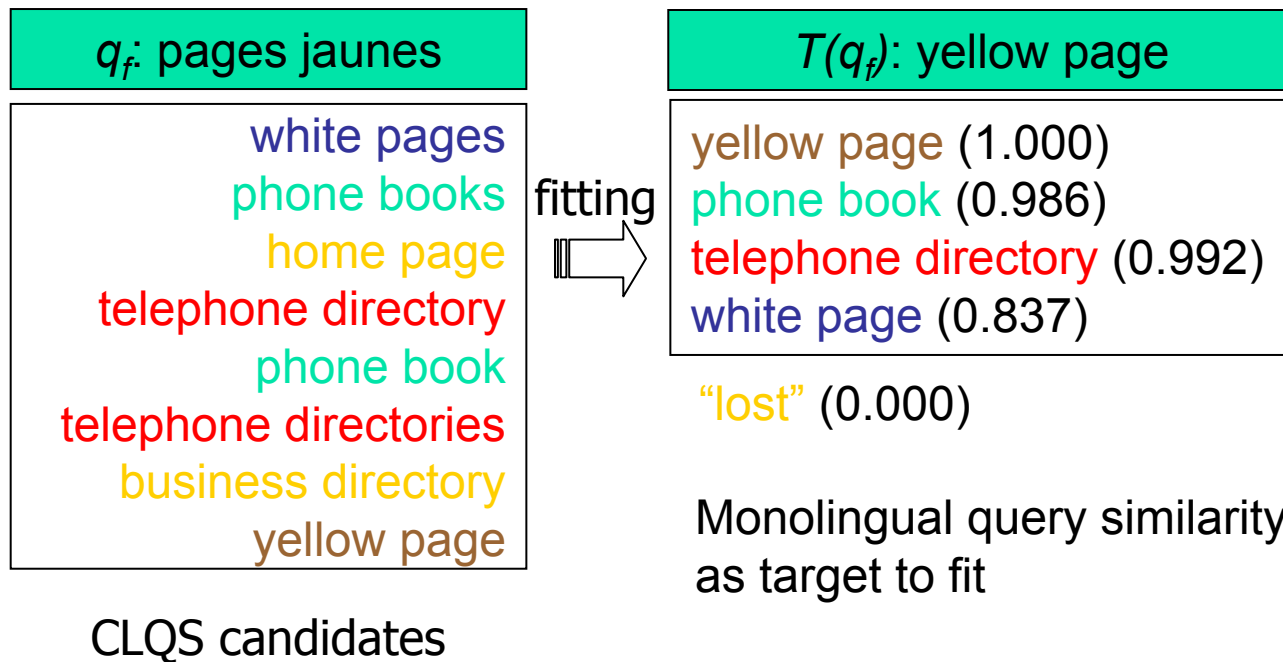 q_f: pages jaunes
white pages
phone books
home page
telephone directory
phone book
telephone directories
business directory
yellow page
CLQS candidates
fitting
T(q_f): yellow page
yellow page (1.000)
phone book (0.986)
telephone directory (0.992)
white page (0.837)
“lost” (0.000)
Monolingual query similarity
as target to fit